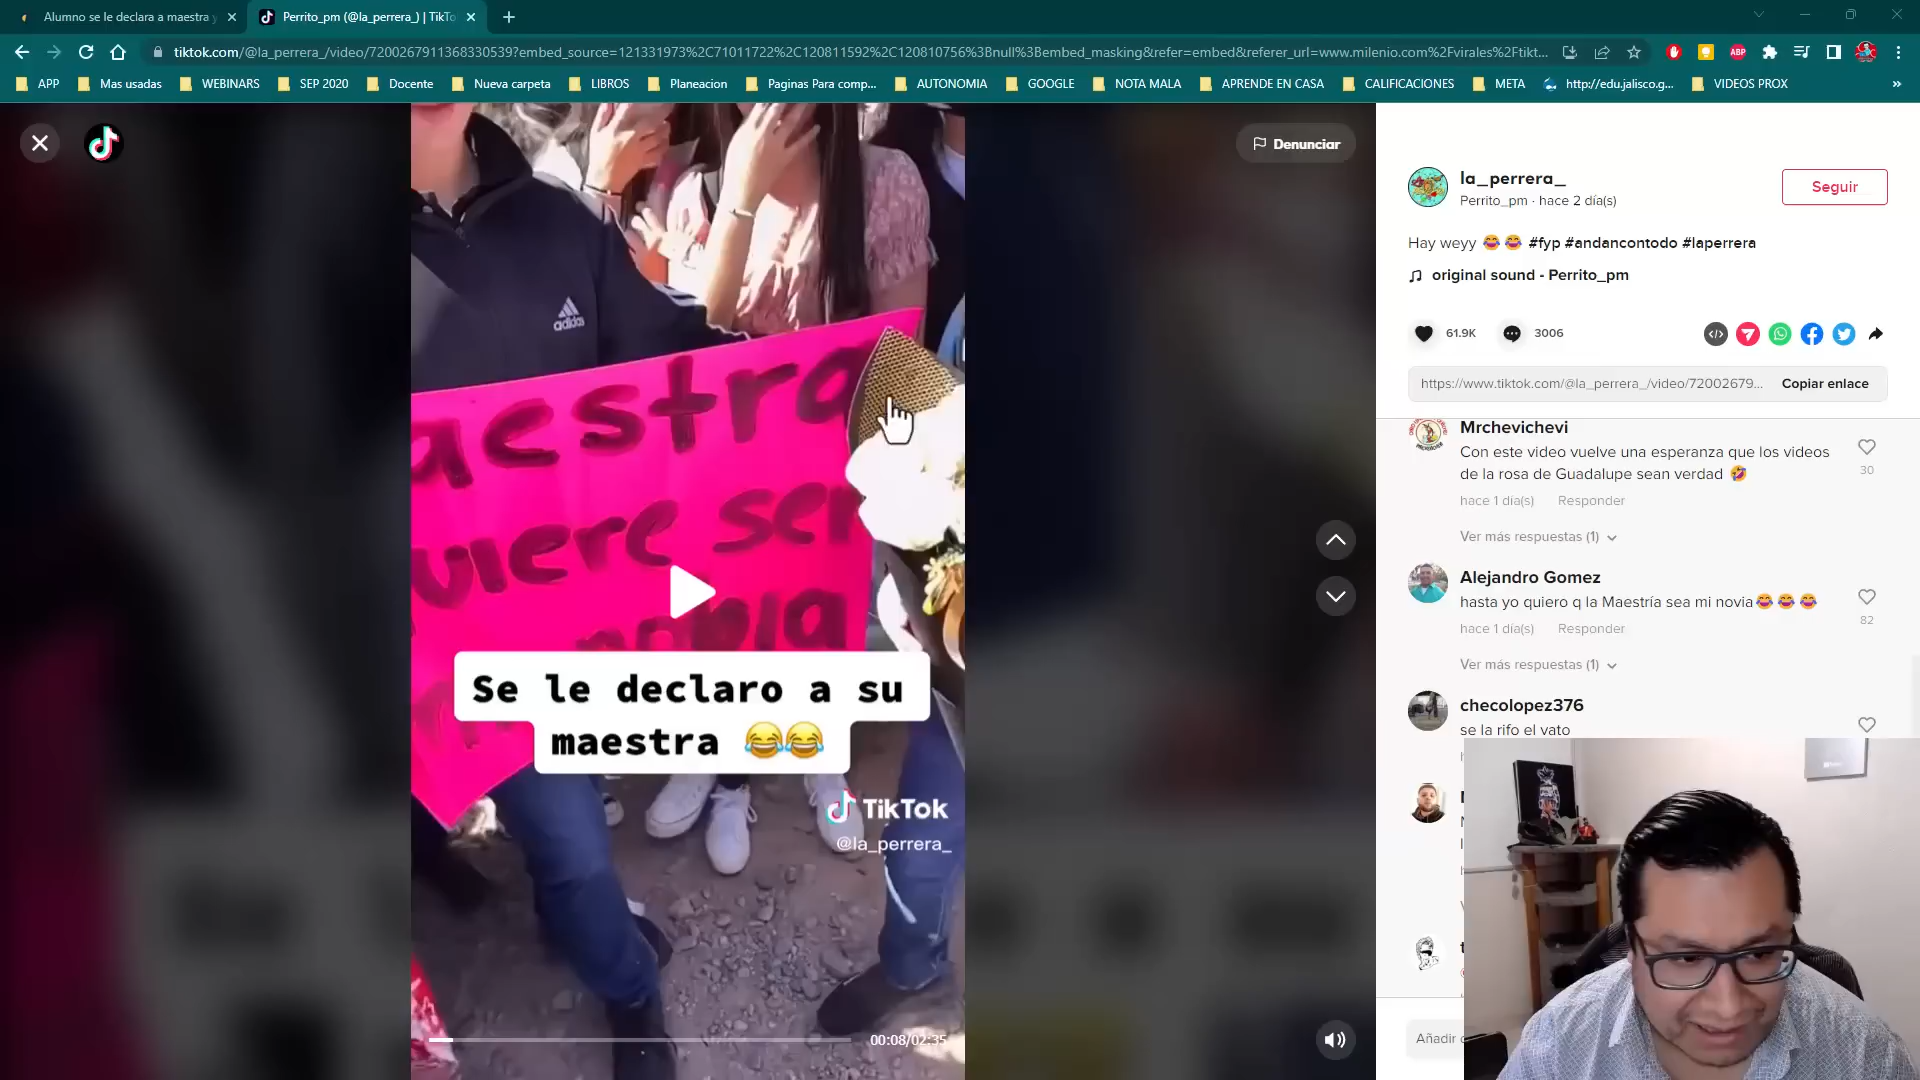 Alumno se le declara a maestra y
Perrito_pm (@la_perrera_) | TikTo
tiktok.com/@la_perrera_/video/7200267911368330539?embed_source=121331973%2C71011722%2C120811592%2C120810756%3Bnull%3Bembed_masking&refer=embed&referer_url=www.milenio.com%2Fvirales%2Ftikt...
ABP
APP
Mas usadas
WEBINARS
SEP 2020
Docente
Nueva carpeta
LIBROS
Planeacion
Paginas Para comp...
AUTONOMIA
GOOGLE
NOTA MALA
APRENDE EN CASA
CALIFICACIONES
META
http://edu.jalisco.g...
VIDEOS PROX
»
Denunciar
adidas
aestra
uiere ser
novia
Se le declaro a su
maestra 😂😂
TikTok
@la_perrera_
00:08/02:35
la_perrera_
Perrito_pm · hace 2 día(s)
Seguir
Hay weyy 😂😂 #fyp #andancontodo #laperrera
original sound - Perrito_pm
61.9K
3006
https://www.tiktok.com/@la_perrera_/video/72002679...
Copiar enlace
Mrchevichevi
Con este video vuelve una esperanza que los videos
de la rosa de Guadalupe sean verdad 🤣
30
hace 1 día(s) Responder
Ver más respuestas (1)
Alejandro Gomez
hasta yo quiero q la Maestría sea mi novia😂😂😂
82
hace 1 día(s) Responder
Ver más respuestas (1)
checolopez376
se la rifo el vato
Añadir